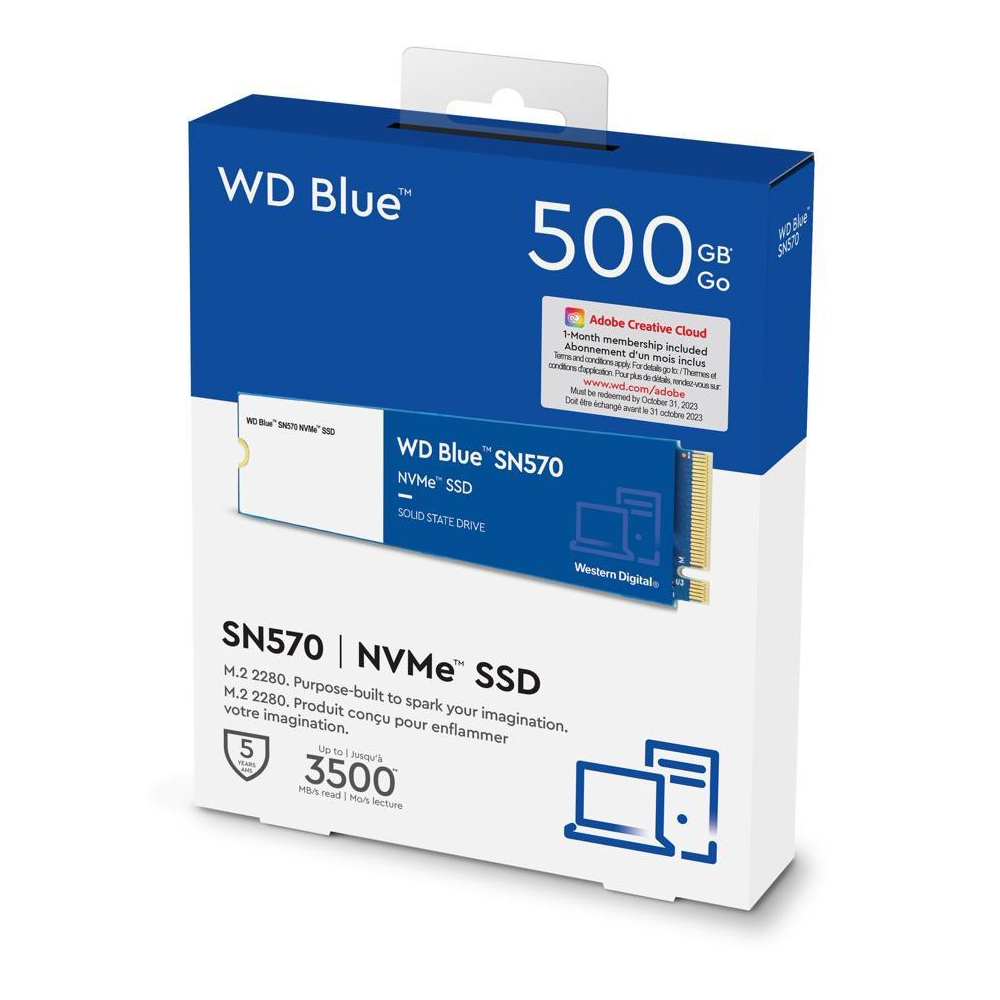 WD Blue™
500 GB*
Go
WD Blue™
SN570
Adobe Creative Cloud
1-Month membership included
Abonnement d'un mois inclus
Terms and conditions apply. For details go to: / Thermes et
conditions d'application. Pour plus de détails, rendez-vous sur:
www.wd.com/adobe
Must be redeemed by October 31, 2023
Doit être échangé avant le 31 octobre 2023
WD Blue™ SN570 NVMe™ SSD
WD Blue™ SN570
NVMe™ SSD
SOLID STATE DRIVE
Western Digital®
SN570 | NVMe™ SSD
M.2 2280. Purpose-built to spark your imagination.
M.2 2280. Produit conçu pour enflammer
votre imagination.
5
YEARS
ANS
Up to | Jusqu'à
3500**
MB/s read | Mo/s lecture